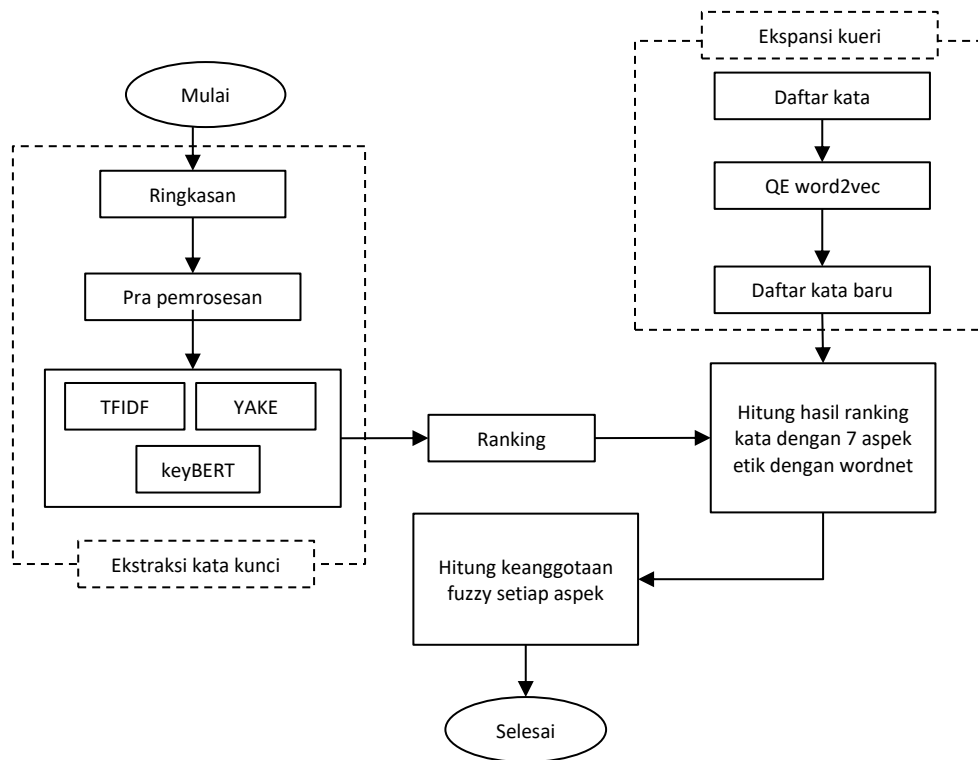 Ekspansi kueri
Mulai
Daftar kata
Ringkasan
QE word2vec
Pra pemrosesan
Daftar kata baru
TFIDF
YAKE
keyBERT
Ranking
Hitung hasil ranking
kata dengan 7 aspek
etik dengan wordnet
Ekstraksi kata kunci
Hitung keanggotaan
fuzzy setiap aspek
Selesai